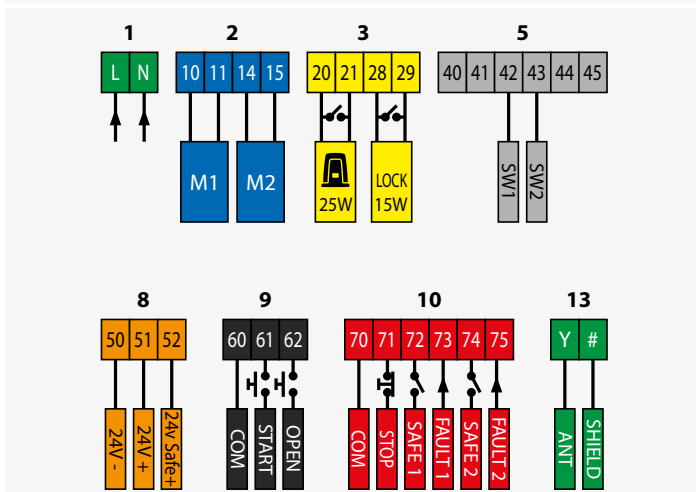 1 2 3 5
L N 10 11 14 15 20 21 28 29 40 41 42 43 44 45
M1 M2 25W LOCK 15W SW1 SW2
8 9 10 13
50 51 52 60 61 62 70 71 72 73 74 75 Y #
24V - 24V + 24v Safe+ COM START OPEN COM STOP SAFE 1 FAULT 1 SAFE 2 FAULT 2 ANT SHIELD